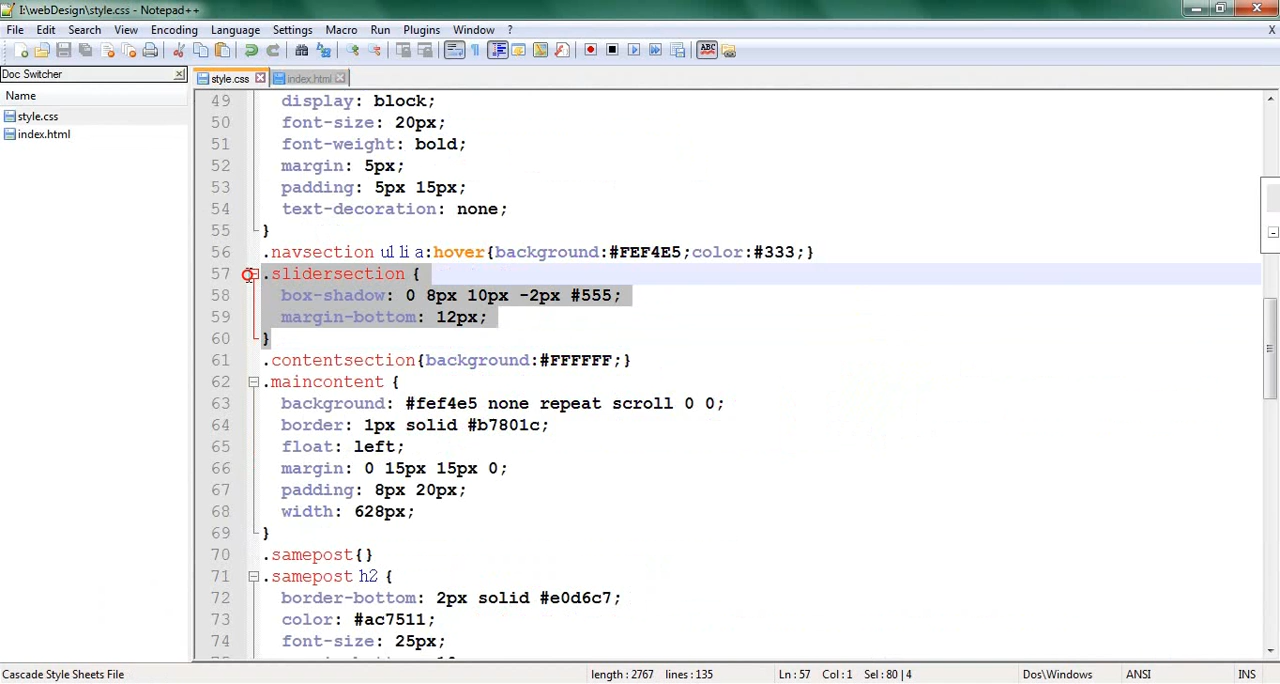 I:\webDesign\style.css - Notepad++
File Edit Search View Encoding Language Settings Macro Run Plugins Window ? X
Doc Switcher
style.css index.html
Name
style.css
index.html
49 display: block;
50 font-size: 20px;
51 font-weight: bold;
52 margin: 5px;
53 padding: 5px 15px;
54 text-decoration: none;
55 }
56 .navsection ul li a:hover{background:#FEF4E5;color:#333;}
57 .slidersection {
58 box-shadow: 0 8px 10px -2px #555;
59 margin-bottom: 12px;
60 }
61 .contentsection{background:#FFFFFF;}
62 .maincontent {
63 background: #fef4e5 none repeat scroll 0 0;
64 border: 1px solid #b7801c;
65 float: left;
66 margin: 0 15px 15px 0;
67 padding: 8px 20px;
68 width: 628px;
69 }
70 .samepost{}
71 .samepost h2 {
72 border-bottom: 2px solid #e0d6c7;
73 color: #ac7511;
74 font-size: 25px;
Cascade Style Sheets File length : 2767 lines : 135 Ln : 57 Col : 1 Sel : 80 | 4 Dos\Windows ANSI INS